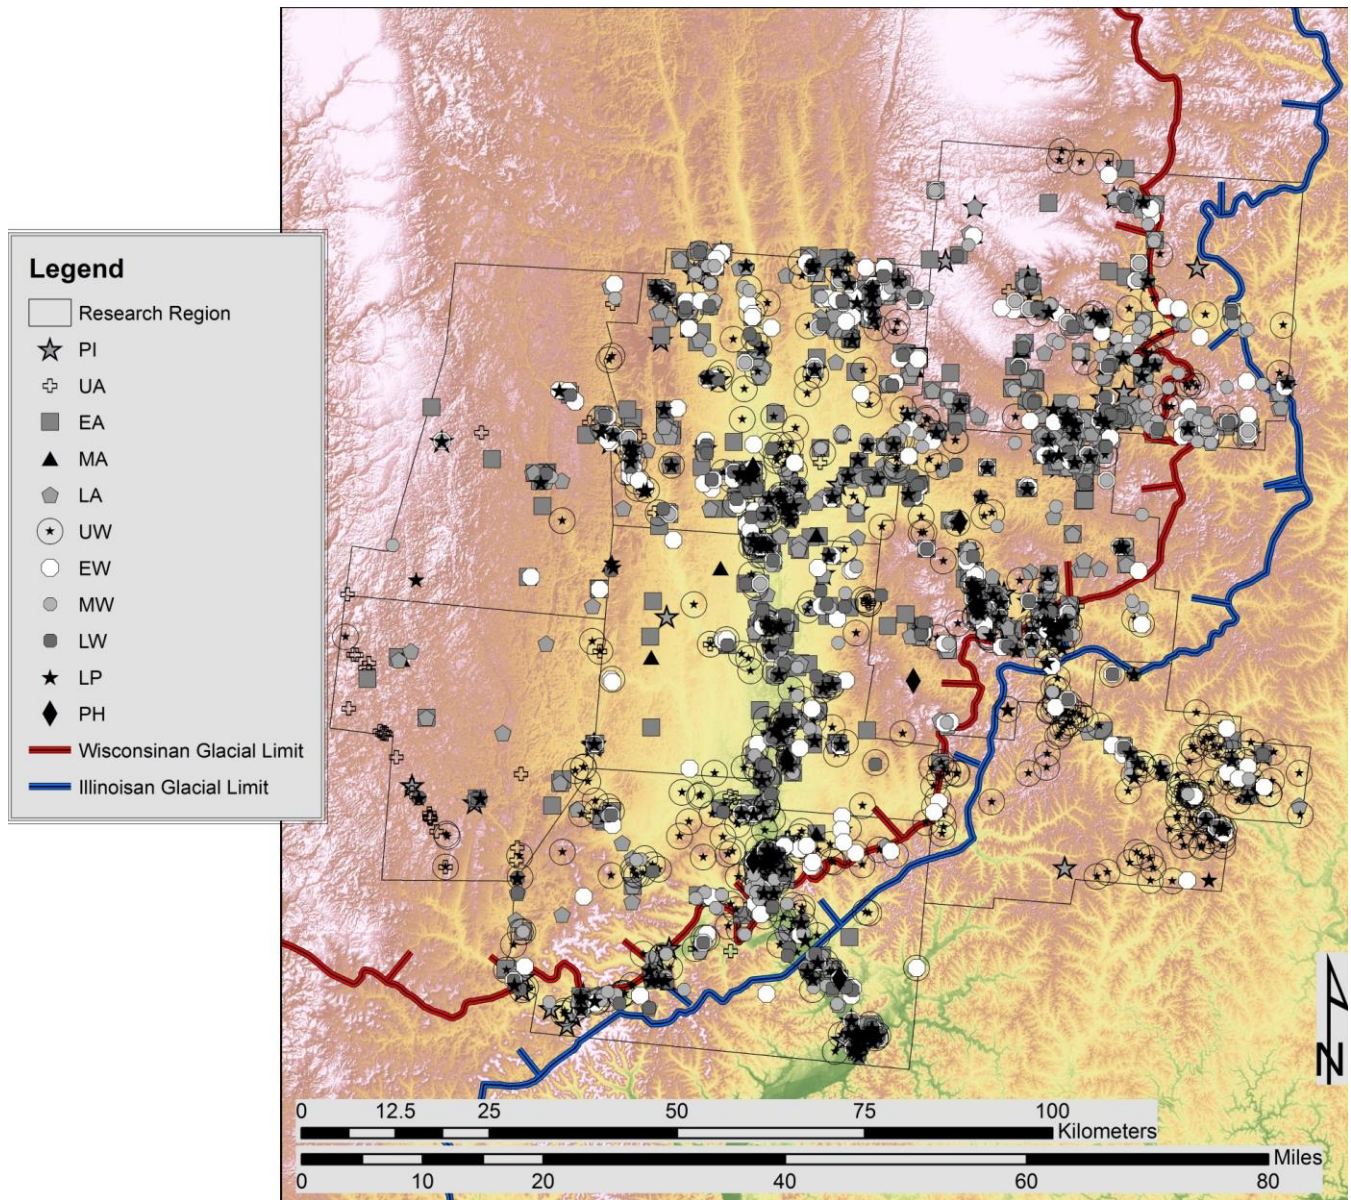 Legend
Research Region
PI
UA
EA
MA
LA
UW
EW
MW
LW
LP
PH
Wisconsinan Glacial Limit
Illinoisan Glacial Limit
N
0 12.5 25 50 75 100
Kilometers
Miles
0 10 20 40 60 80